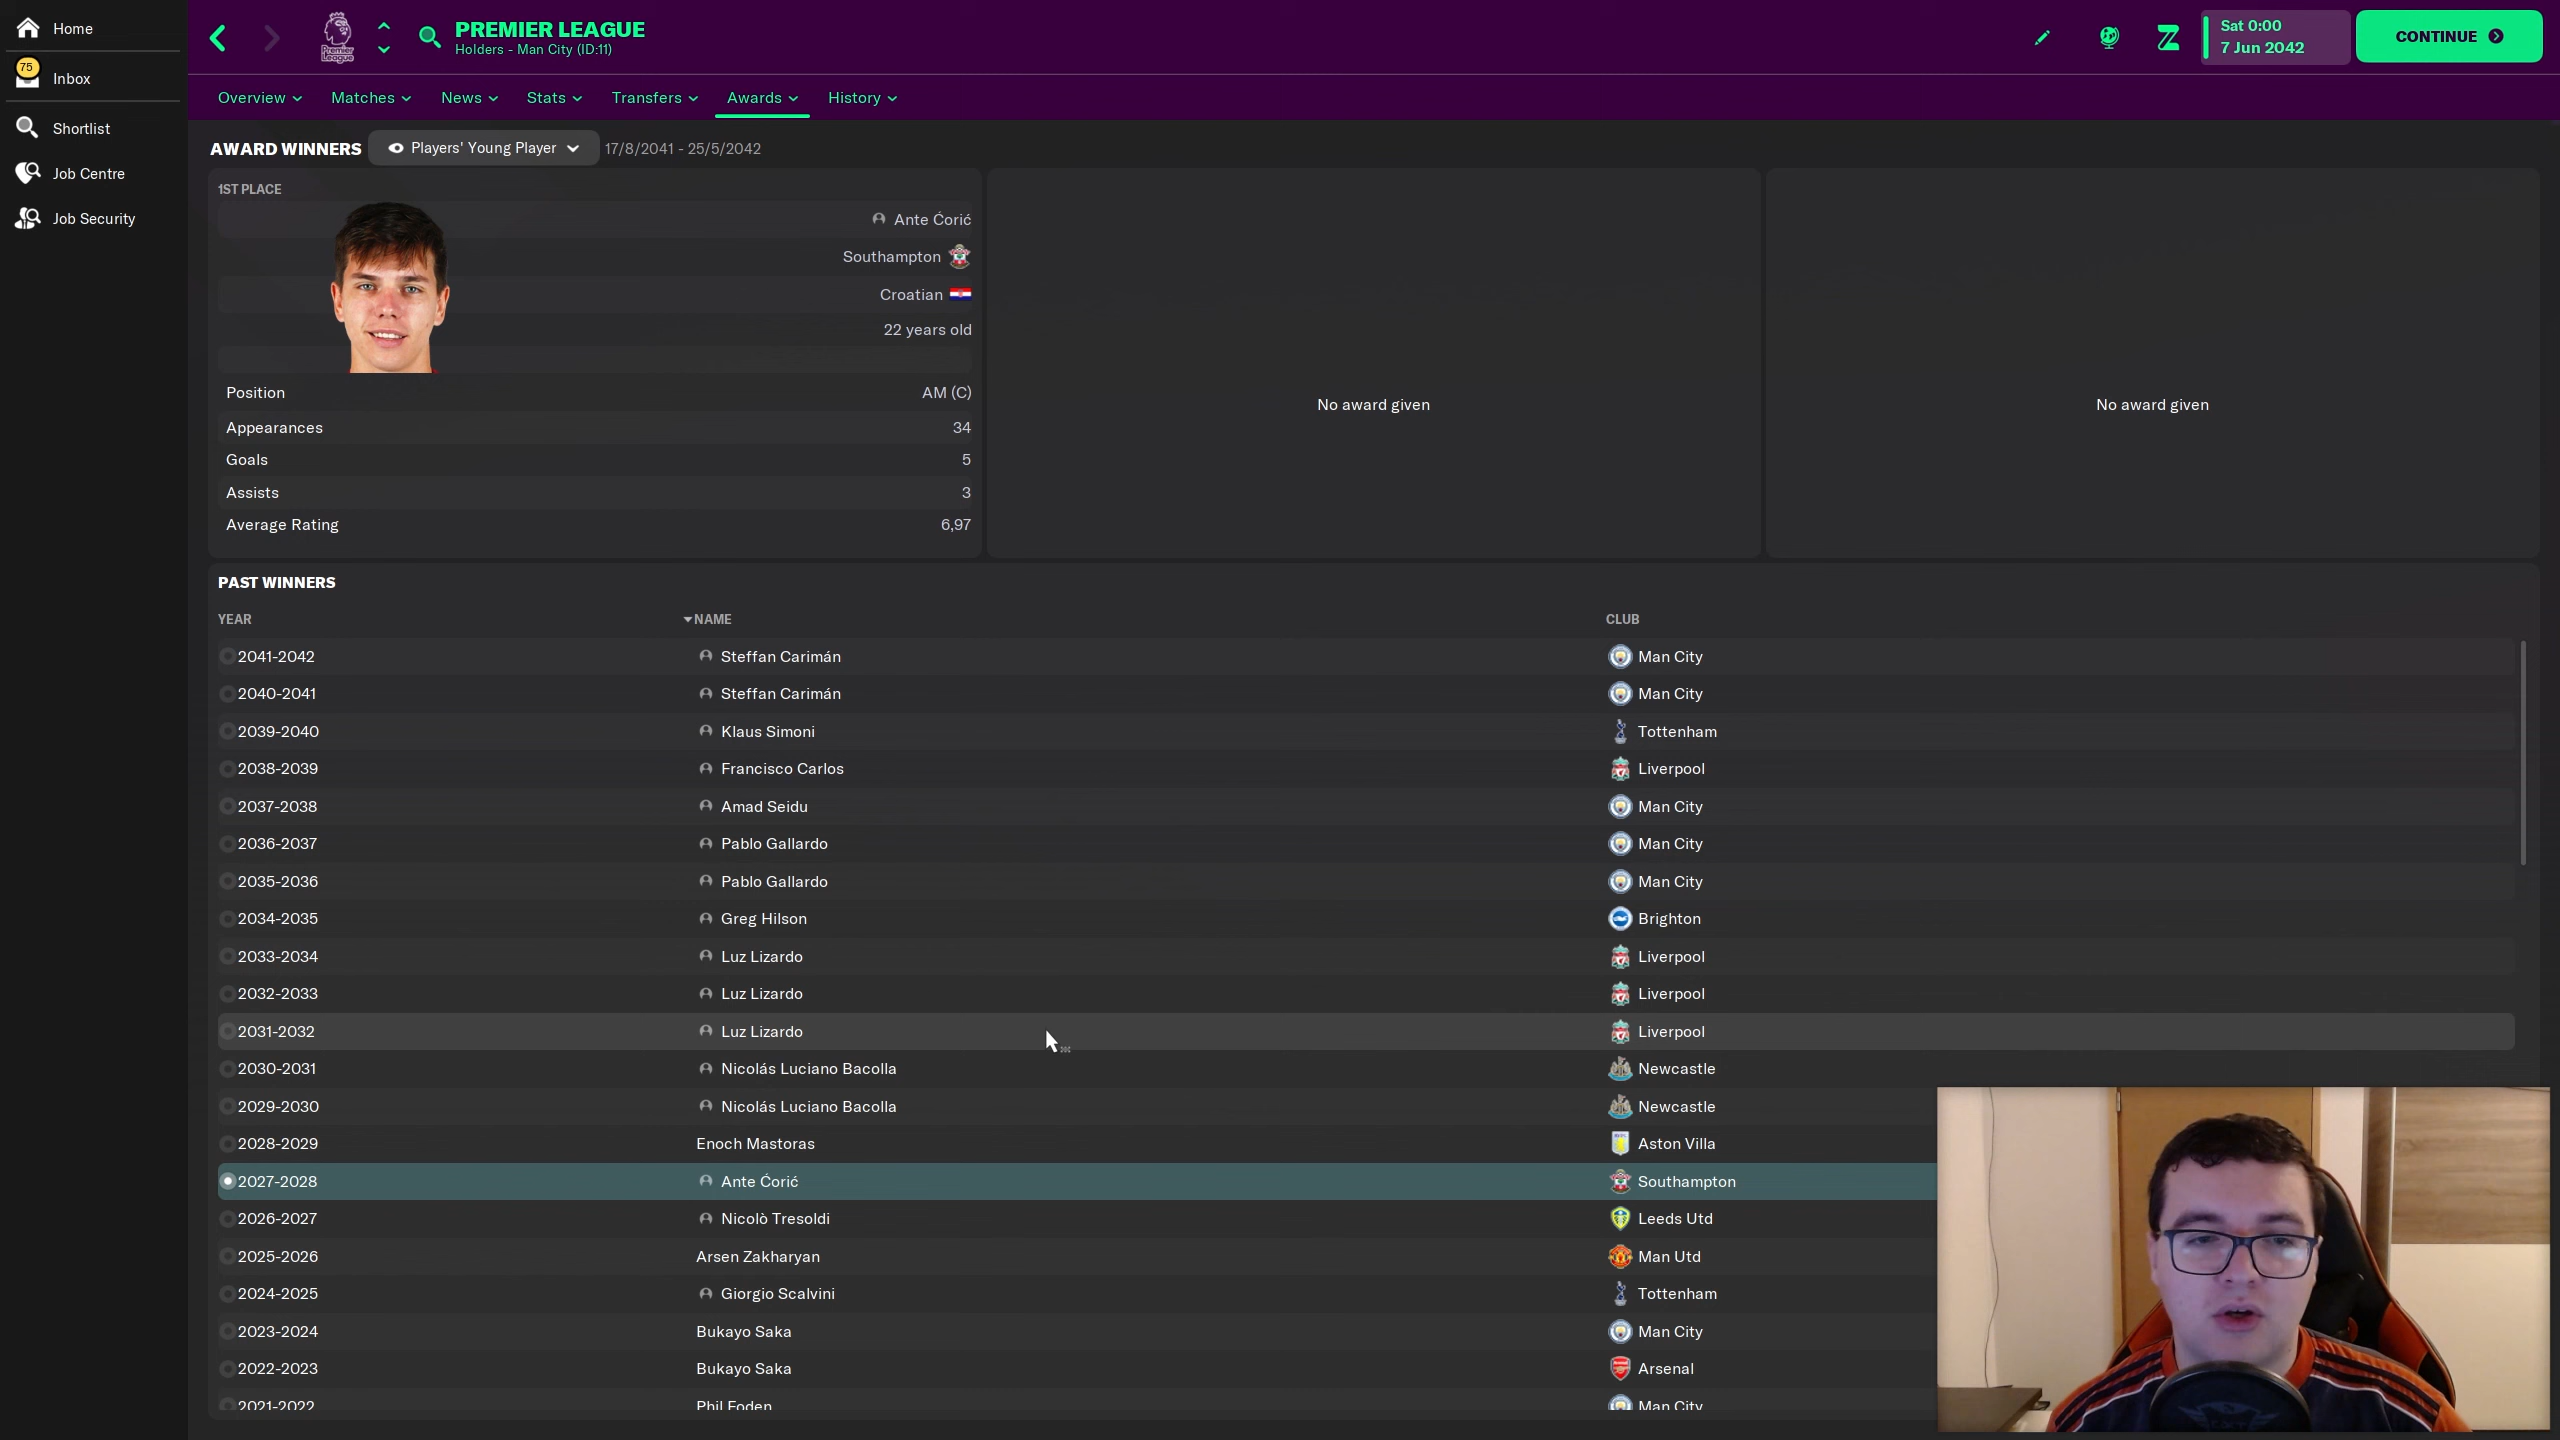 Home
75
Inbox
Shortlist
Job Centre
Job Security
PREMIER LEAGUE
Holders - Man City (ID:11)
Premier League
Sat 0:00
7 Jun 2042
CONTINUE
Overview
Matches
News
Stats
Transfers
Awards
History
AWARD WINNERS
Players' Young Player
17/8/2041 - 25/5/2042
1ST PLACE
Ante Ćorić
Southampton
Croatian
22 years old
Position AM (C)
Appearances 34
Goals 5
Assists 3
Average Rating 6,97
No award given
No award given
PAST WINNERS
YEAR NAME CLUB
2041-2042 Steffan Carimán Man City
2040-2041 Steffan Carimán Man City
2039-2040 Klaus Simoni Tottenham
2038-2039 Francisco Carlos Liverpool
2037-2038 Amad Seidu Man City
2036-2037 Pablo Gallardo Man City
2035-2036 Pablo Gallardo Man City
2034-2035 Greg Hilson Brighton
2033-2034 Luz Lizardo Liverpool
2032-2033 Luz Lizardo Liverpool
2031-2032 Luz Lizardo Liverpool
2030-2031 Nicolás Luciano Bacolla Newcastle
2029-2030 Nicolás Luciano Bacolla Newcastle
2028-2029 Enoch Mastoras Aston Villa
2027-2028 Ante Ćorić Southampton
2026-2027 Nicolò Tresoldi Leeds Utd
2025-2026 Arsen Zakharyan Man Utd
2024-2025 Giorgio Scalvini Tottenham
2023-2024 Bukayo Saka Man City
2022-2023 Bukayo Saka Arsenal
2021-2022 Phil Foden Man City